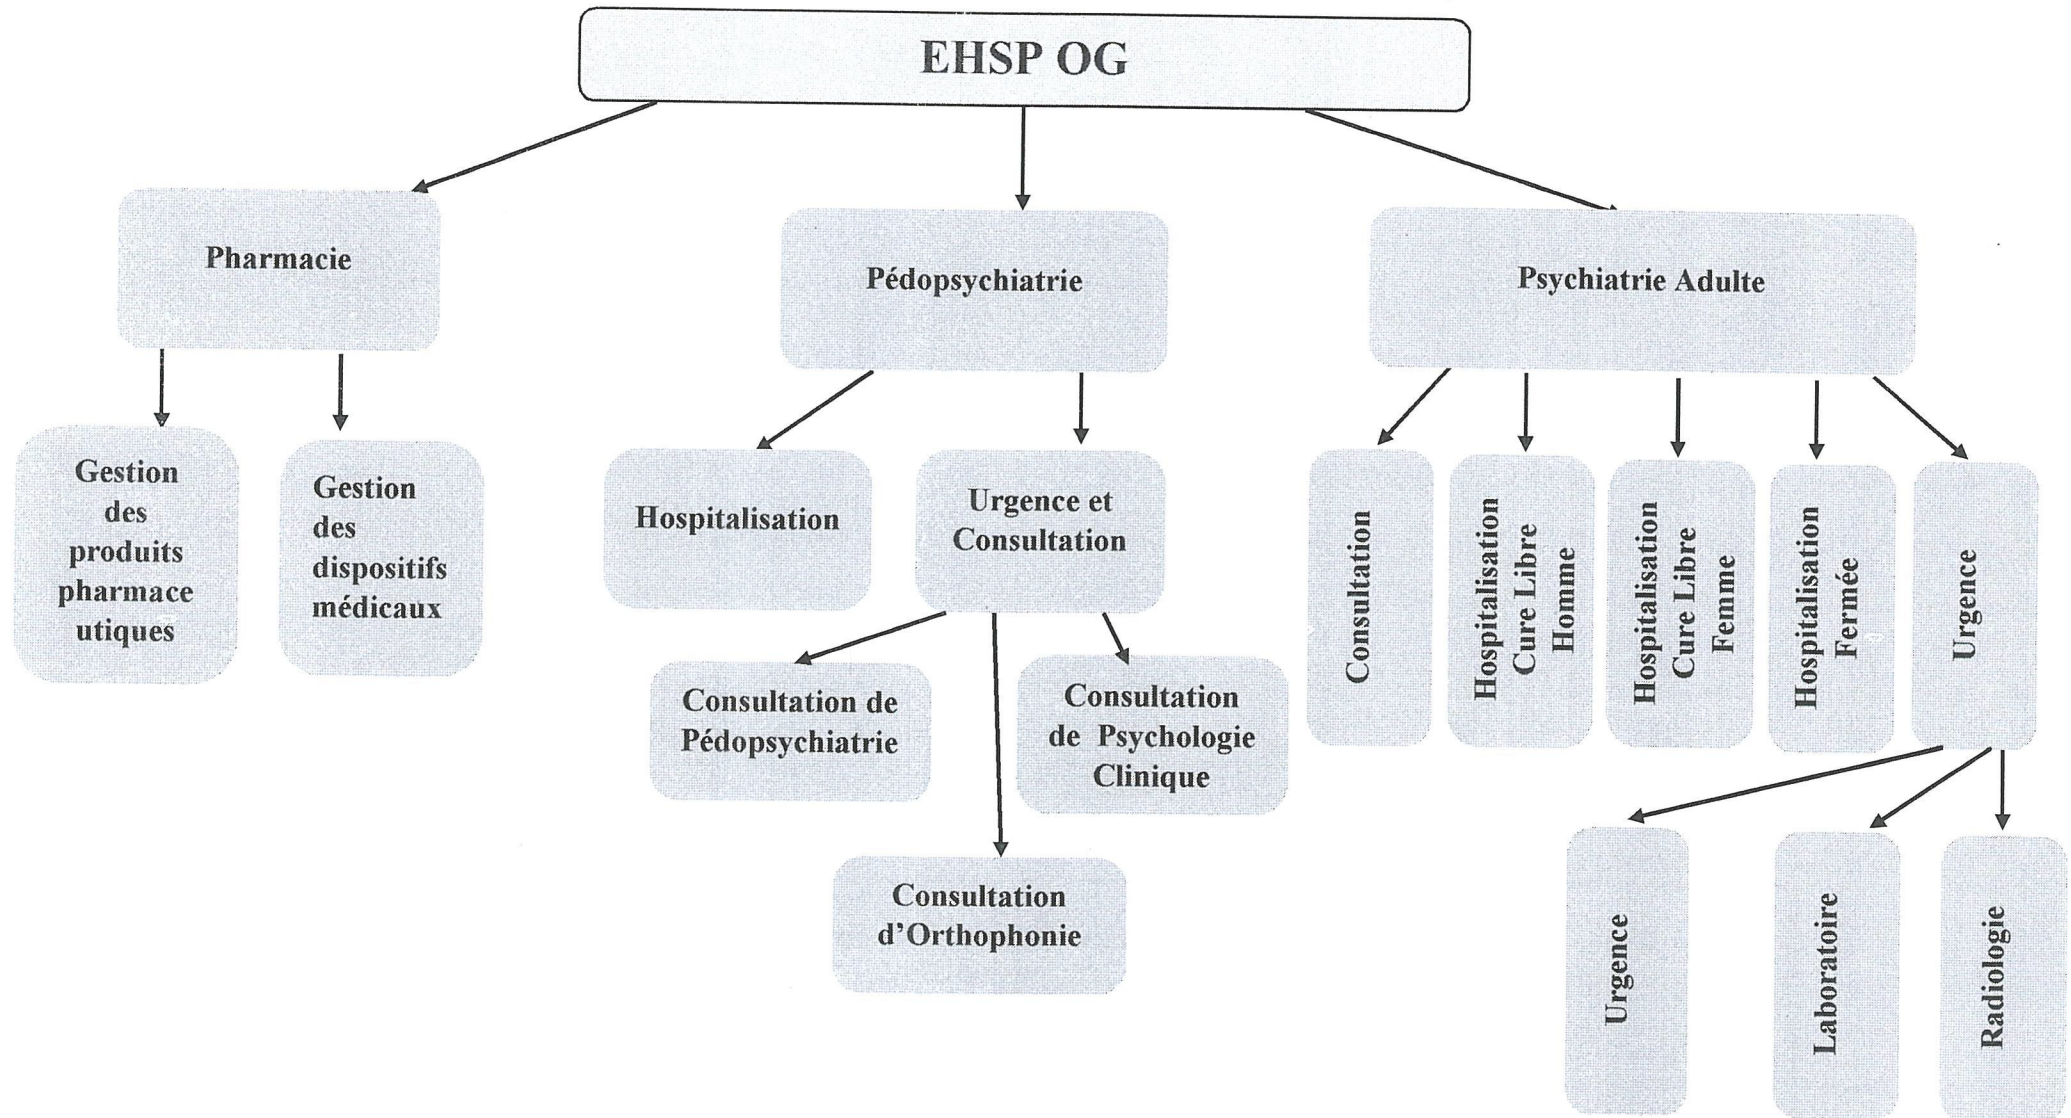 EHSP OG
Pharmacie
Pédopsychiatrie
Psychiatrie Adulte
Gestion
des
produits
pharmace
utiques
Gestion
des
dispositifs
médicaux
Hospitalisation
Urgence et
Consultation
Consultation
Hospitalisation
Cure Libre
Homme
Hospitalisation
Cure Libre
Femme
Hospitalisation
Fermée
Urgence
Consultation de
Pédopsychiatrie
Consultation
de Psychologie
Clinique
Consultation
d’Orthophonie
Urgence
Laboratoire
Radiologie